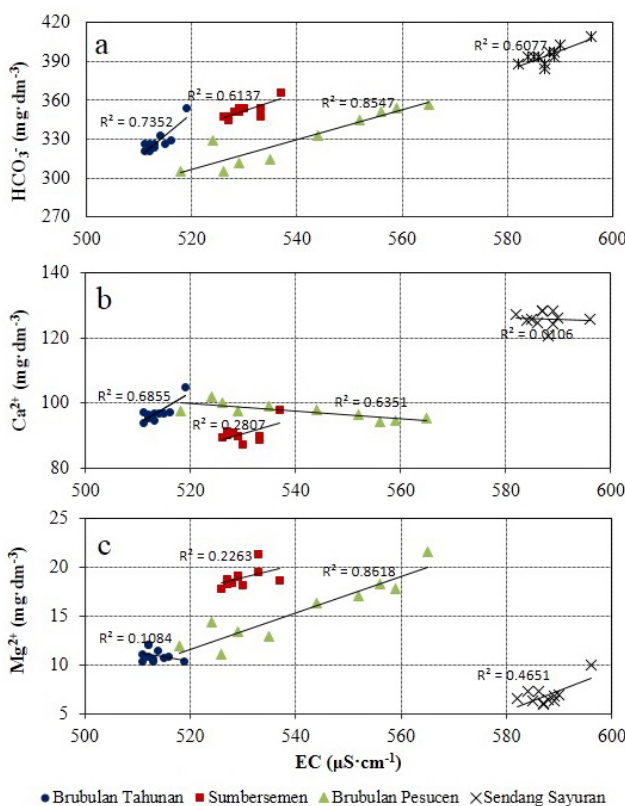 420
a
390
R² = 0.6077
360
R² = 0.6137
R² = 0.7352
R² = 0.8547
330
300
270
HCO₃⁻ (mg·dm⁻³)
500 520 540 560 580 600
140
b
120
R² = 0.0106
100
R² = 0.6855
R² = 0.6351
R² = 0.2807
80
Ca²⁺ (mg·dm⁻³)
500 520 540 560 580 600
25
c
20
R² = 0.2263
R² = 0.8618
15
R² = 0.1084
10
R² = 0.4651
5
Mg²⁺ (mg·dm⁻³)
500 520 540 560 580 600
EC (µS·cm⁻¹)
Brubulan Tahunan Sumbersemen Brubulan Pesucen Sendang Sayuran